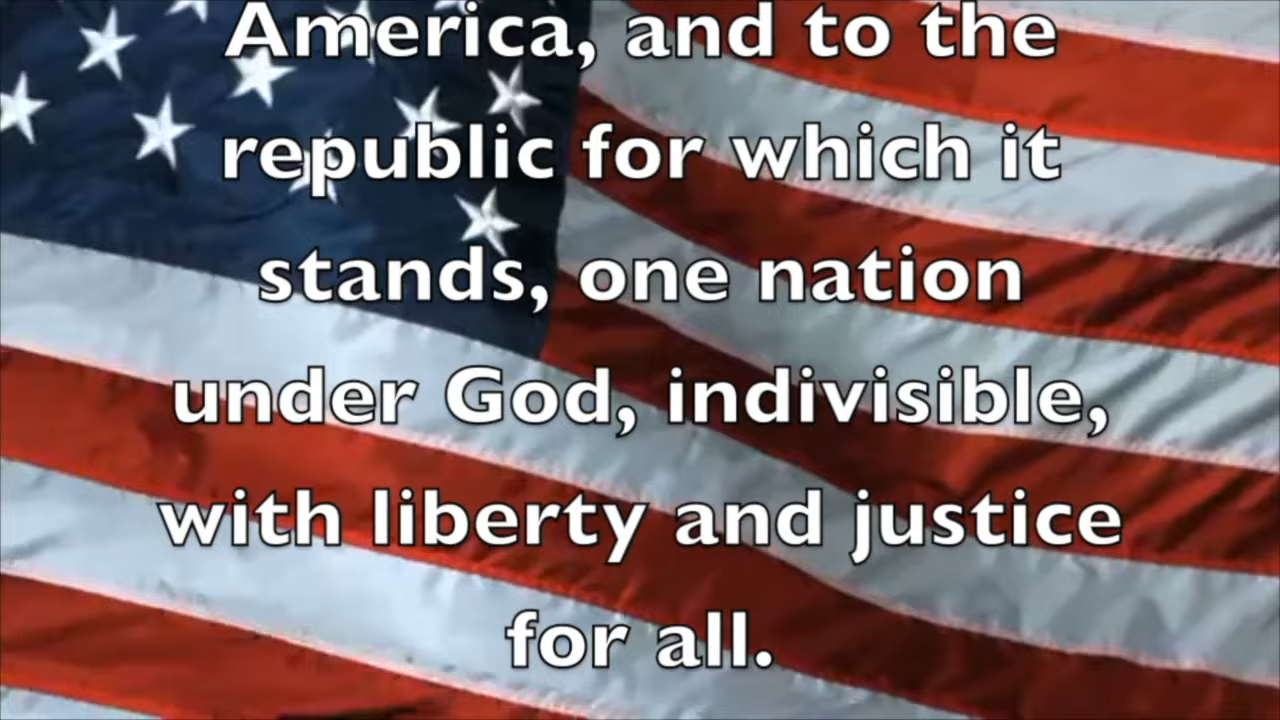 America, and to the
republic for which it
stands, one nation
under God, indivisible,
with liberty and justice
for all.